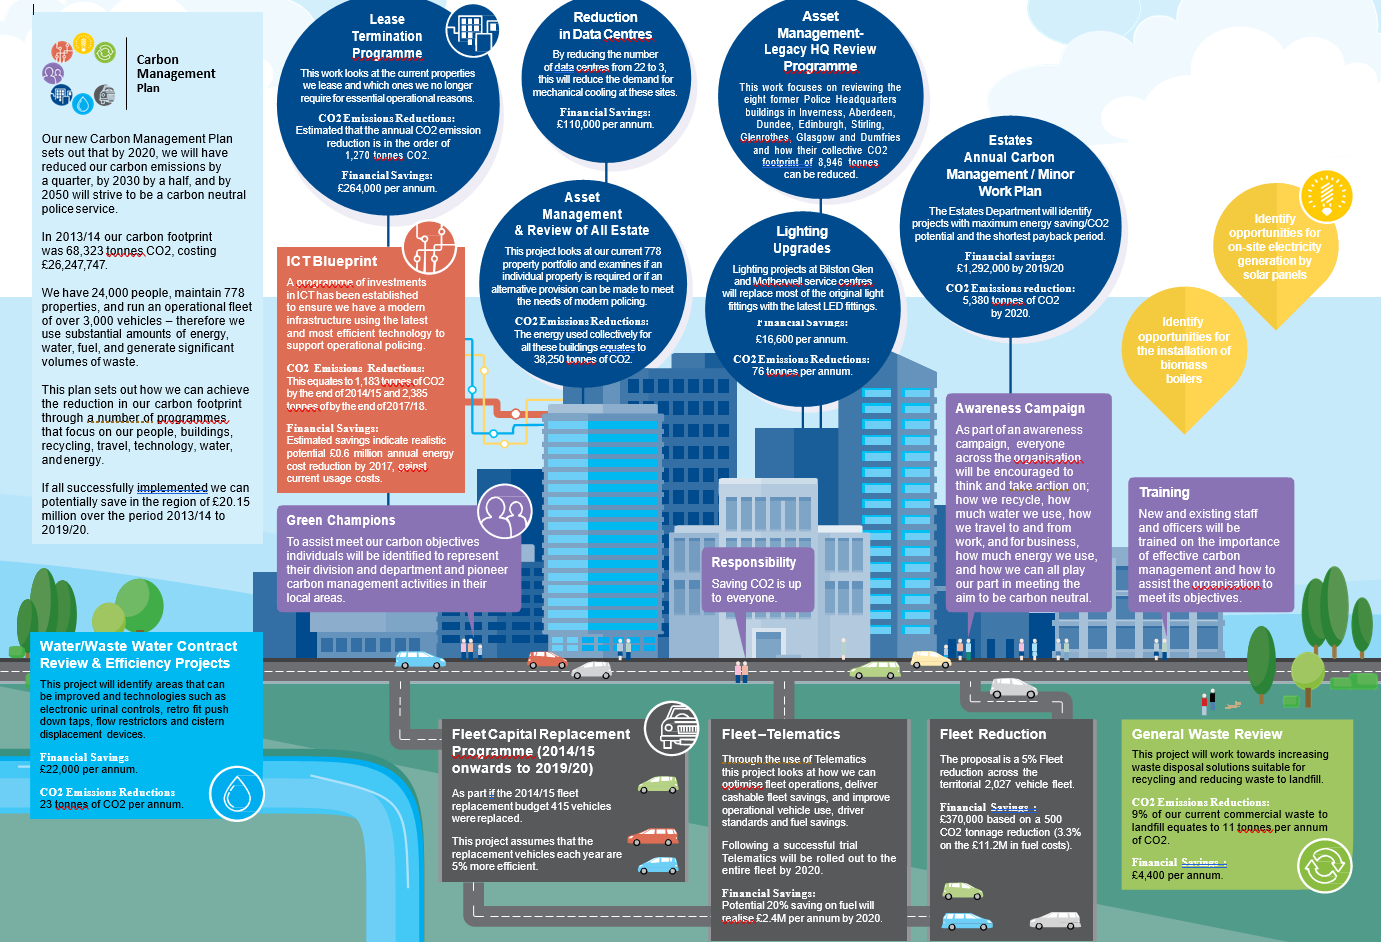 Carbon
Management
Plan
Our new Carbon Management Plan
sets out that by 2020, we will have
reduced our carbon emissions by
a quarter, by 2030 by a half, and by
2050 will strive to be a carbon neutral
police service.
In 2013/14 our carbon footprint
was 68,323 tonnes CO2, costing
£26,247,747.
We have 24,000 people, maintain 778
properties, and run an operational fleet
of over 3,000 vehicles – therefore we
use substantial amounts of energy,
water, fuel, and generate significant
volumes of waste.
This plan sets out how we can achieve
the reduction in our carbon footprint
through a number of programmes
that focus on our people, buildings,
recycling, travel, technology, water,
and energy.
If all successfully implemented we can
potentially save in the region of £20.15
million over the period 2013/14 to
2019/20.
Lease
Termination
Programme
This work looks at the current properties
we lease and which ones we no longer
require for essential operational reasons.
CO2 Emissions Reductions:
Estimated that the annual CO2 emission
reduction is in the order of
1,270 tonnes CO2.
Financial Savings:
£264,000 per annum.
Reduction
in Data Centres
By reducing the number
of data centres from 22 to 3,
this will reduce the demand for
mechanical cooling at these sites.
Financial Savings:
£110,000 per annum.
Asset
Management-
Legacy HQ Review
Programme
This work focuses on reviewing the
eight former Police Headquarters
buildings in Inverness, Aberdeen,
Dundee, Edinburgh, Stirling,
Glenrothes, Glasgow and Dumfries
and how their collective CO2
footprint of 8,946 tonnes
can be reduced.
Estates
Annual Carbon
Management / Minor
Work Plan
The Estates Department will identify
projects with maximum energy saving/CO2
potential and the shortest payback period.
Financial savings:
£1,292,000 by 2019/20
CO2 Emissions reduction:
5,380 tonnes of CO2
by 2020.
Asset
Management
& Review of All Estate
This project looks at our current 778
property portfolio and examines if an
individual property is required or if an
alternative provision can be made to meet
the needs of modern policing.
CO2 Emissions Reductions:
The energy used collectively for
all these buildings equates to
38,250 tonnes of CO2.
Lighting
Upgrades
Lighting projects at Bilston Glen
and Motherwell service centres
will replace most of the original light
fittings with the latest LED fittings.
Financial Savings:
£16,600 per annum.
CO2 Emissions Reductions:
76 tonnes per annum.
Identify
opportunities for
on-site electricity
generation by
solar panels
Identify
opportunities for
the installation of
biomass
boilers
ICT Blueprint
A programme of investments
in ICT has been established
to ensure we have a modern
infrastructure using the latest
and most efficient technology to
support operational policing.
CO2 Emissions Reductions:
This equates to 1,183 tonnes of CO2
by the end of 2014/15 and 2,385
tonnes of by the end of 2017/18.
Financial Savings:
Estimated savings indicate realistic
potential £0.6 million annual energy
cost reduction by 2017, gainst
current usage costs.
Green Champions
To assist meet our carbon objectives
individuals will be identified to represent
their division and department and pioneer
carbon management activities in their
local areas.
Responsibility
Saving CO2 is up
to everyone.
Awareness Campaign
As part of an awareness
campaign, everyone
across the organisation
will be encouraged to
think and take action on;
how we recycle, how
much water we use, how
we travel to and from
work, and for business,
how much energy we use,
and how we can all play
our part in meeting the
aim to be carbon neutral.
Training
New and existing staff
and officers will be
trained on the importance
of effective carbon
management and how to
assist the organisation to
meet its objectives.
Water/Waste Water Contract
Review & Efficiency Projects
This project will identify areas that can
be improved and technologies such as
electronic urinal controls, retro fit push
down taps, flow restrictors and cistern
displacement devices.
Financial Savings
£22,000 per annum.
CO2 Emissions Reductions
23 tonnes of CO2 per annum.
Fleet Capital Replacement
Programme (2014/15
onwards to 2019/20)
As part if the 2014/15 fleet
replacement budget 415 vehicles
were replaced.
This project assumes that the
replacement vehicles each year are
5% more efficient.
Fleet – Telematics
Through the use of Telematics
this project looks at how we can
optimise fleet operations, deliver
cashable fleet savings, and improve
operational vehicle use, driver
standards and fuel savings.
Following a successful trial
Telematics will be rolled out to the
entire fleet by 2020.
Financial Savings:
Potential 20% saving on fuel will
realise £2.4M per annum by 2020.
Fleet Reduction
The proposal is a 5% Fleet
reduction across the
territorial 2,027 vehicle fleet.
Financial Savings :
£370,000 based on a 500
CO2 tonnage reduction (3.3%
on the £11.2M in fuel costs).
General Waste Review
This project will work towards increasing
waste disposal solutions suitable for
recycling and reducing waste to landfill.
CO2 Emissions Reductions:
9% of our current commercial waste to
landfill equates to 11 tonnes per annum
of CO2.
Financial Savings :
£4,400 per annum.